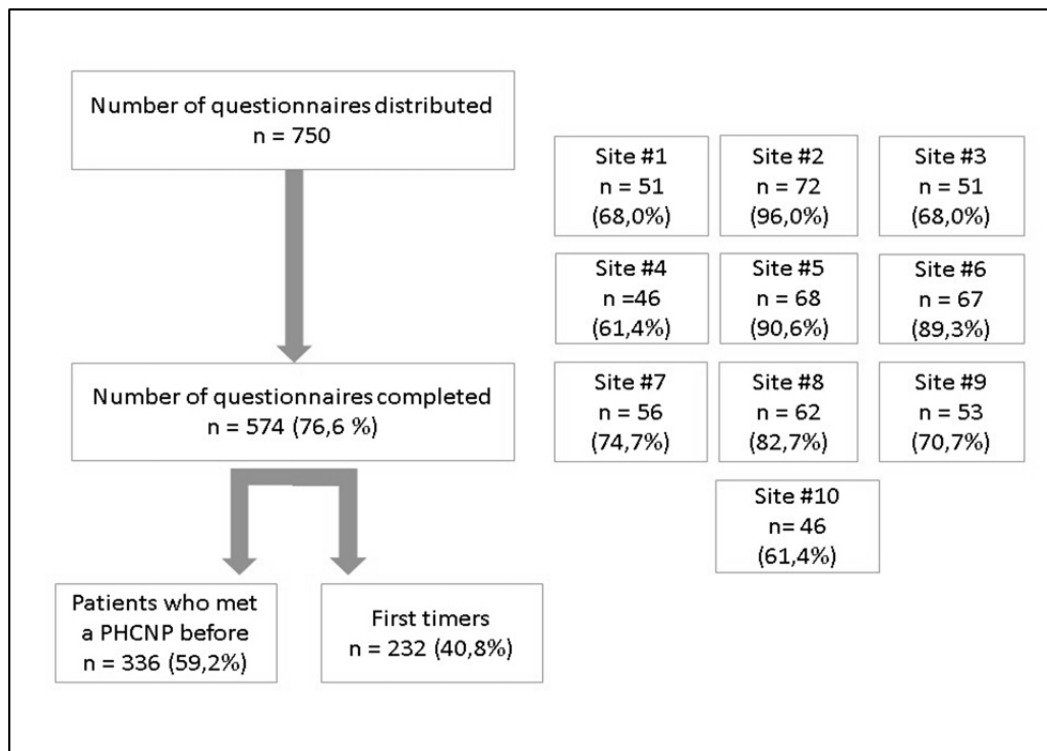 Number of questionnaires distributed
n = 750
Site #1
n = 51
(68,0%)
Site #2
n = 72
(96,0%)
Site #3
n = 51
(68,0%)
Site #4
n =46
(61,4%)
Site #5
n = 68
(90,6%)
Site #6
n = 67
(89,3%)
Number of questionnaires completed
n = 574 (76,6 %)
Site #7
n = 56
(74,7%)
Site #8
n = 62
(82,7%)
Site #9
n = 53
(70,7%)
Site #10
n= 46
(61,4%)
Patients who met
a PHCNP before
n = 336 (59,2%)
First timers
n = 232 (40,8%)